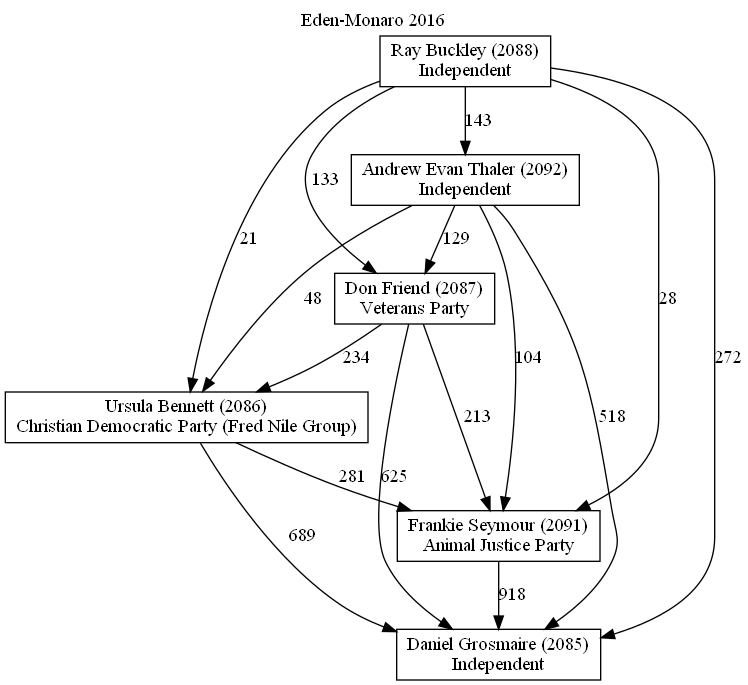 Eden-Monaro 2016
Ray Buckley (2088)
Independent
143
Andrew Evan Thaler (2092)
Independent
133
21
129
48
28
Don Friend (2087)
Veterans Party
234
104
272
213
518
625
Ursula Bennett (2086)
Christian Democratic Party (Fred Nile Group)
281
689
Frankie Seymour (2091)
Animal Justice Party
918
Daniel Grosmaire (2085)
Independent